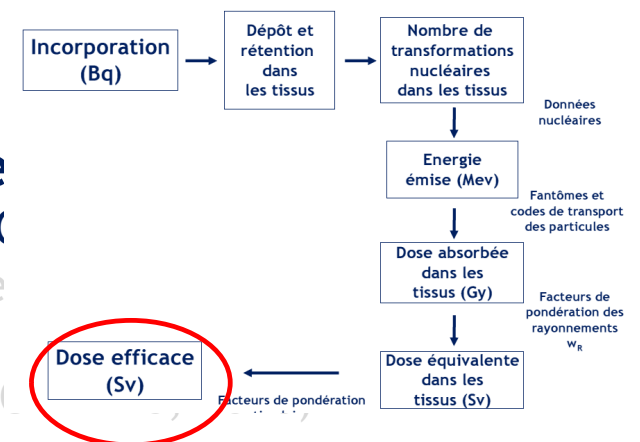 Incorporation
(Bq)
Dépôt et
rétention
dans
les tissus
Nombre de
transformations
nucléaires
dans les tissus
Données
nucléaires
Energie
émise (Mev)
Fantômes et
codes de transport
des particules
Dose absorbée
dans les
tissus (Gy)
Facteurs de
pondération des
rayonnements
wR
Dose équivalente
dans les
tissus (Sv)
Facteurs de pondération
Dose efficace
(Sv)